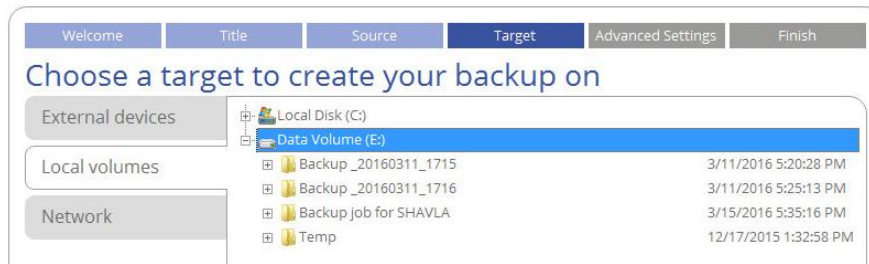 Welcome Title Source Target Advanced Settings Finish
Choose a target to create your backup on
External devices
Local volumes
Network
Local Disk (C:)
Data Volume (E:)
Backup _20160311_1715 3/11/2016 5:20:28 PM
Backup _20160311_1716 3/11/2016 5:25:13 PM
Backup job for SHAVLA 3/15/2016 5:35:16 PM
Temp 12/17/2015 1:32:58 PM